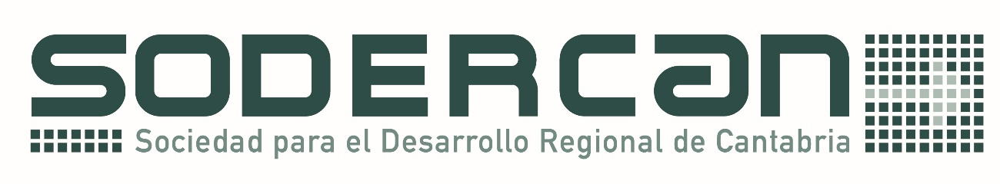 SODERCAN
Sociedad para el Desarrollo Regional de Cantabria